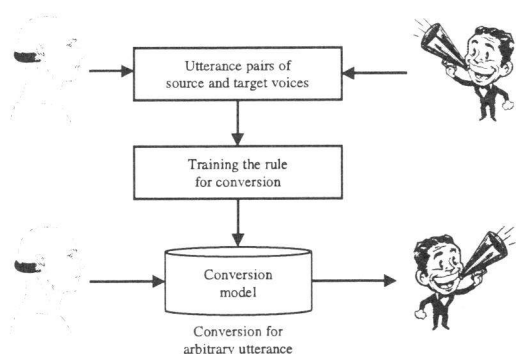 Utterance pairs of
source and target voices
Training the rule
for conversion
Conversion
model
Conversion for
arbitrary utterance